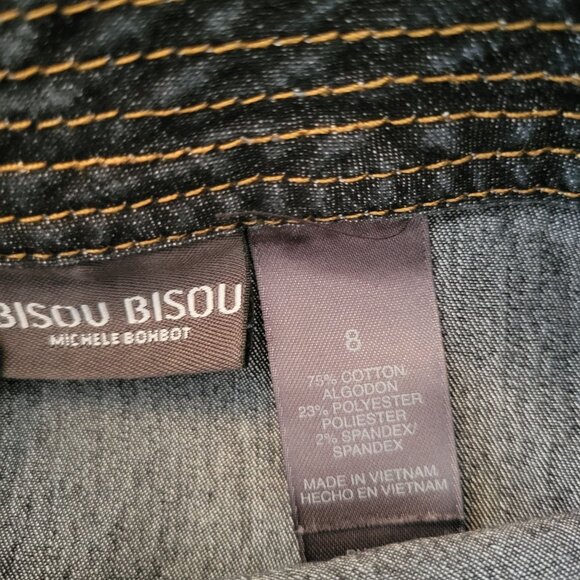 BISOU BISOU
MICHELE BOHBOT
8
75% COTTON
ALGODON
23% POLYESTER
POLIESTER
2% SPANDEX/
SPANDEX
MADE IN VIETNAM
HECHO EN VIETNAM